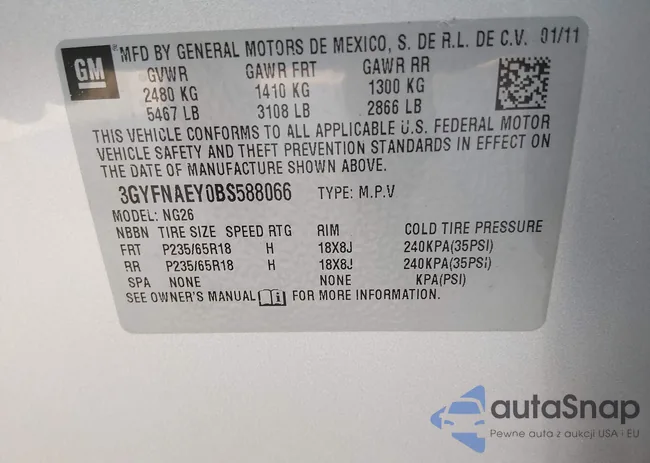 GM
MFD BY GENERAL MOTORS DE MEXICO, S. DE R.L. DE C.V. 01/11
GVWR GAWR FRT GAWR RR
2480 KG 1410 KG 1300 KG
5467 LB 3108 LB 2866 LB
THIS VEHICLE CONFORMS TO ALL APPLICABLE U.S. FEDERAL MOTOR
VEHICLE SAFETY AND THEFT PREVENTION STANDARDS IN EFFECT ON
THE DATE OF MANUFACTURE SHOWN ABOVE.
3GYFNAEY0BS588066 TYPE: M.P.V
MODEL: NG26
NBBN TIRE SIZE SPEED RTG RIM COLD TIRE PRESSURE
FRT P235/65R18 H 18X8J 240KPA(35PSI)
RR P235/65R18 H 18X8J 240KPA(35PSI)
SPA NONE NONE KPA(PSI)
SEE OWNER'S MANUAL FOR MORE INFORMATION.
autaSnap
Pewne auta z aukcji USA i EU